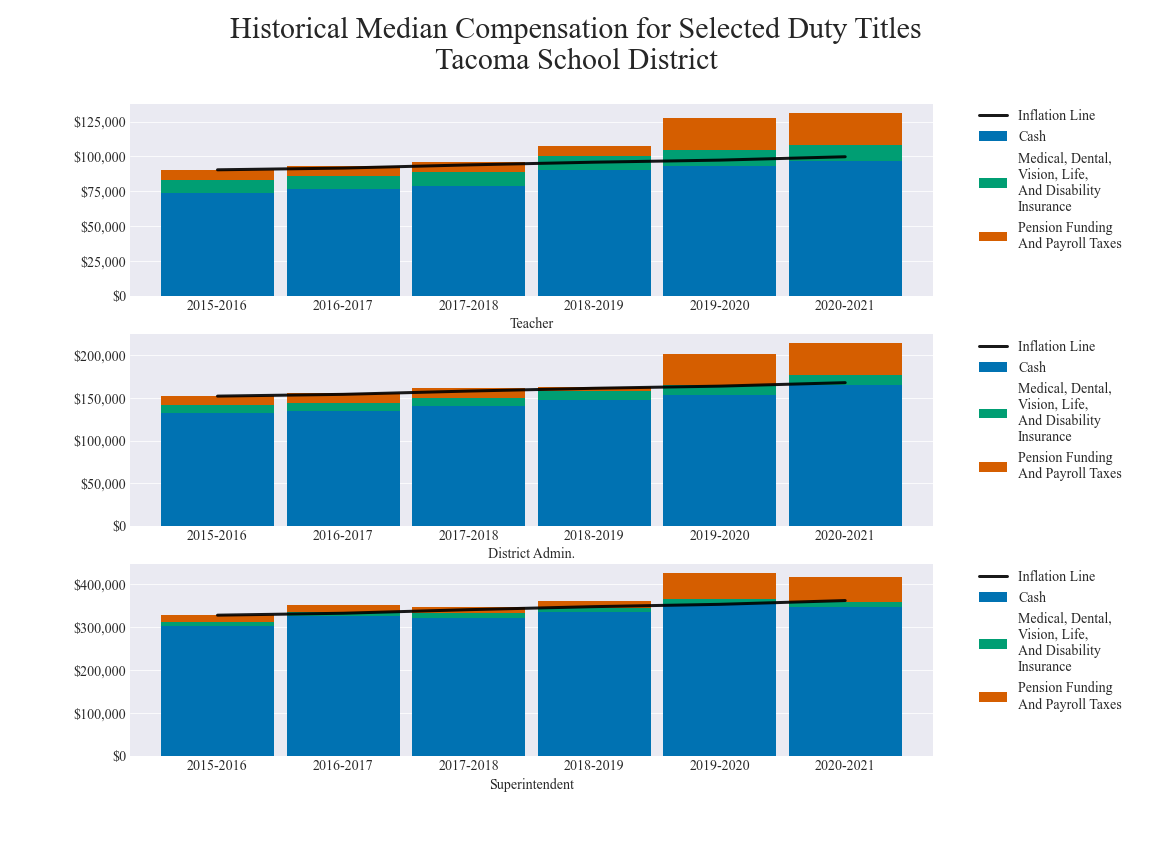 Historical Median Compensation for Selected Duty Titles
Tacoma School District
$125,000
$100,000
$75,000
$50,000
$25,000
$0
2015-2016 2016-2017 2017-2018 2018-2019 2019-2020 2020-2021
Teacher
Inflation Line
Cash
Medical, Dental,
Vision, Life,
And Disability
Insurance
Pension Funding
And Payroll Taxes
$200,000
$150,000
$100,000
$50,000
$0
2015-2016 2016-2017 2017-2018 2018-2019 2019-2020 2020-2021
District Admin.
Inflation Line
Cash
Medical, Dental,
Vision, Life,
And Disability
Insurance
Pension Funding
And Payroll Taxes
$400,000
$300,000
$200,000
$100,000
$0
2015-2016 2016-2017 2017-2018 2018-2019 2019-2020 2020-2021
Superintendent
Inflation Line
Cash
Medical, Dental,
Vision, Life,
And Disability
Insurance
Pension Funding
And Payroll Taxes